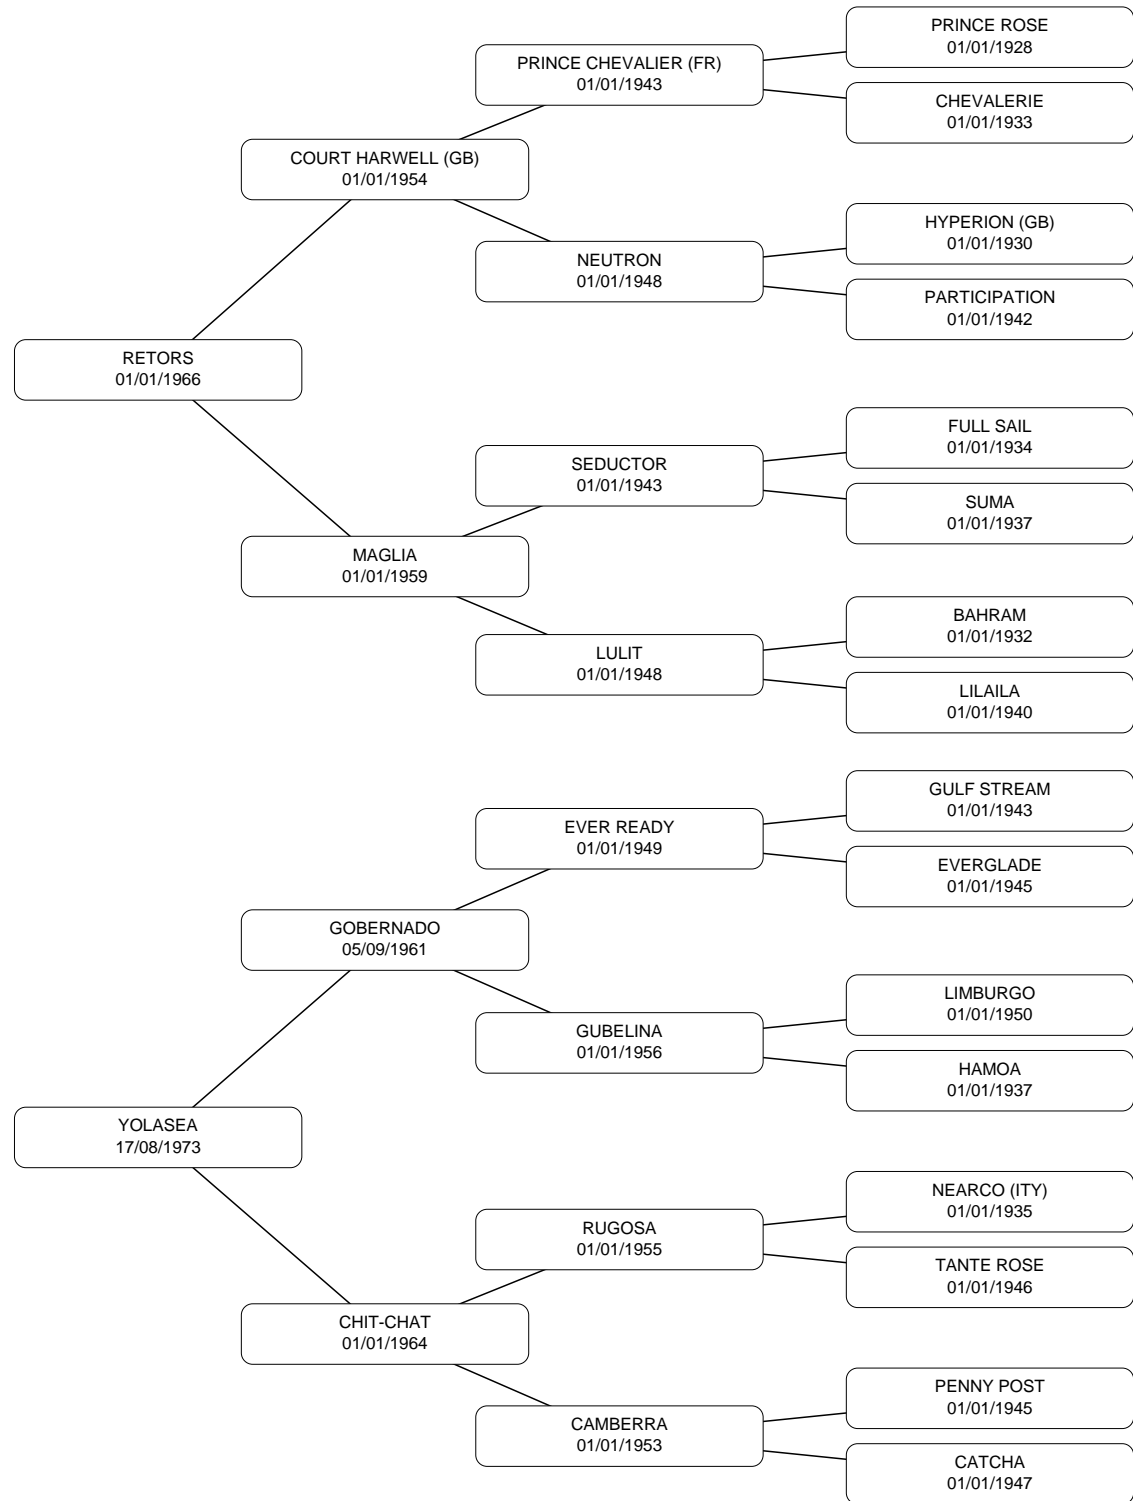 PRINCE ROSE
01/01/1928
PRINCE CHEVALIER (FR)
01/01/1943
CHEVALERIE
01/01/1933
COURT HARWELL (GB)
01/01/1954
HYPERION (GB)
01/01/1930
NEUTRON
01/01/1948
PARTICIPATION
01/01/1942
RETORS
01/01/1966
FULL SAIL
01/01/1934
SEDUCTOR
01/01/1943
SUMA
01/01/1937
MAGLIA
01/01/1959
BAHRAM
01/01/1932
LULIT
01/01/1948
LILAILA
01/01/1940
GULF STREAM
01/01/1943
EVER READY
01/01/1949
EVERGLADE
01/01/1945
GOBERNADO
05/09/1961
LIMBURGO
01/01/1950
GUBELINA
01/01/1956
HAMOA
01/01/1937
YOLASEA
17/08/1973
NEARCO (ITY)
01/01/1935
RUGOSA
01/01/1955
TANTE ROSE
01/01/1946
CHIT-CHAT
01/01/1964
PENNY POST
01/01/1945
CAMBERRA
01/01/1953
CATCHA
01/01/1947